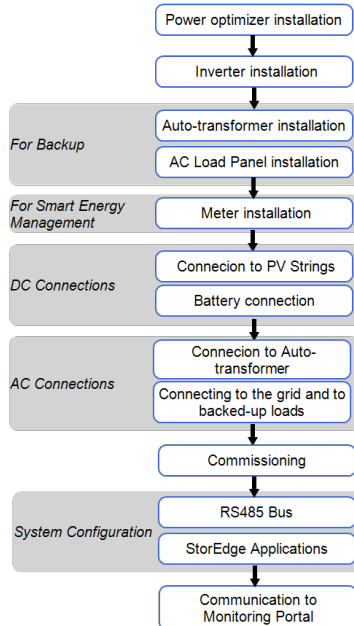 Power optimizer installation
Inverter installation
For Backup
Auto-transformer installation
AC Load Panel installation
For Smart Energy
Management
Meter installation
DC Connections
Connecion to PV Strings
Battery connection
AC Connections
Connecion to Auto-
transformer
Connecting to the grid and to
backed-up loads
Commissioning
System Configuration
RS485 Bus
StorEdge Applications
Communication to
Monitoring Portal